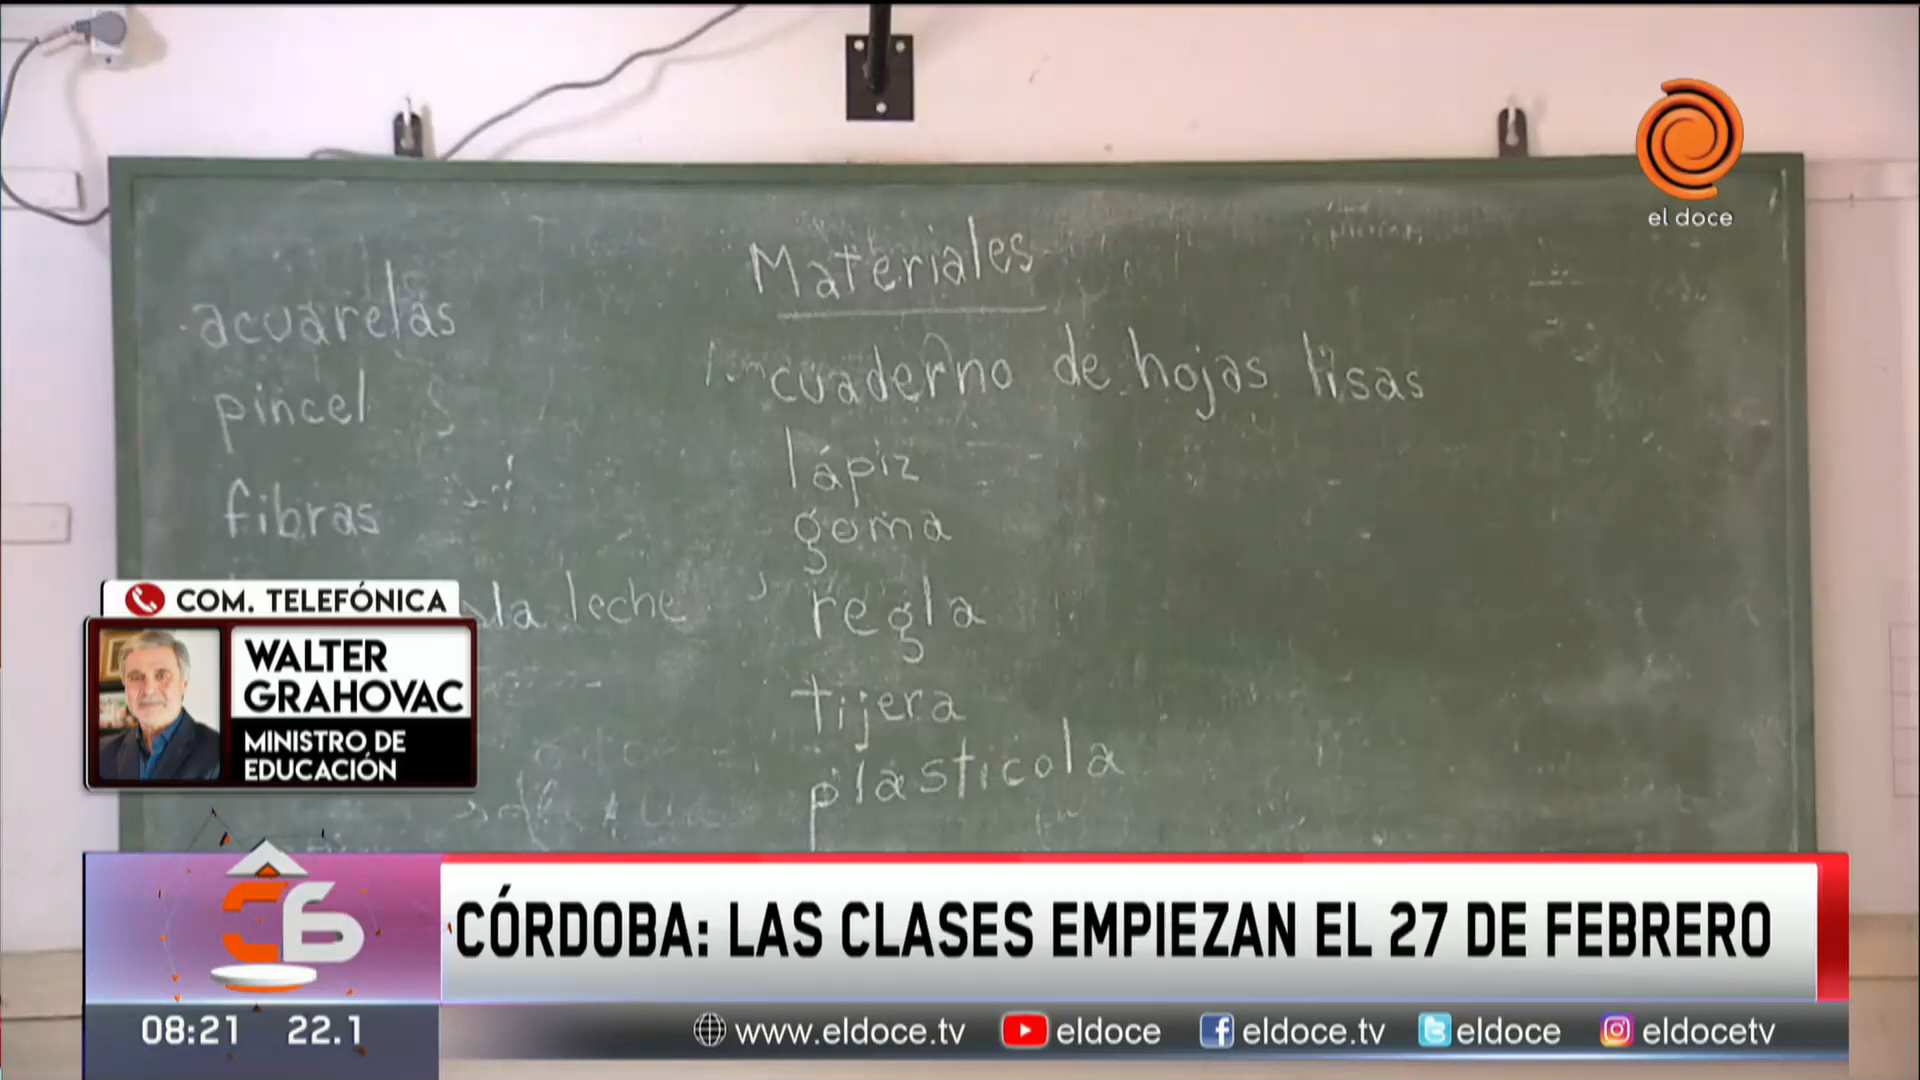 el doce
Materiales
acuarelas
pincel
fibras
la leche
cuaderno de hojas lisas
lápiz
goma
regla
tijera
plasticola
COM. TELEFÓNICA
WALTER
GRAHOVAC
MINISTRO DE
EDUCACIÓN
C6
CÓRDOBA: LAS CLASES EMPIEZAN EL 27 DE FEBRERO
08:21 22.1
www.eldoce.tv eldoce eldoce.tv eldoce eldocetv